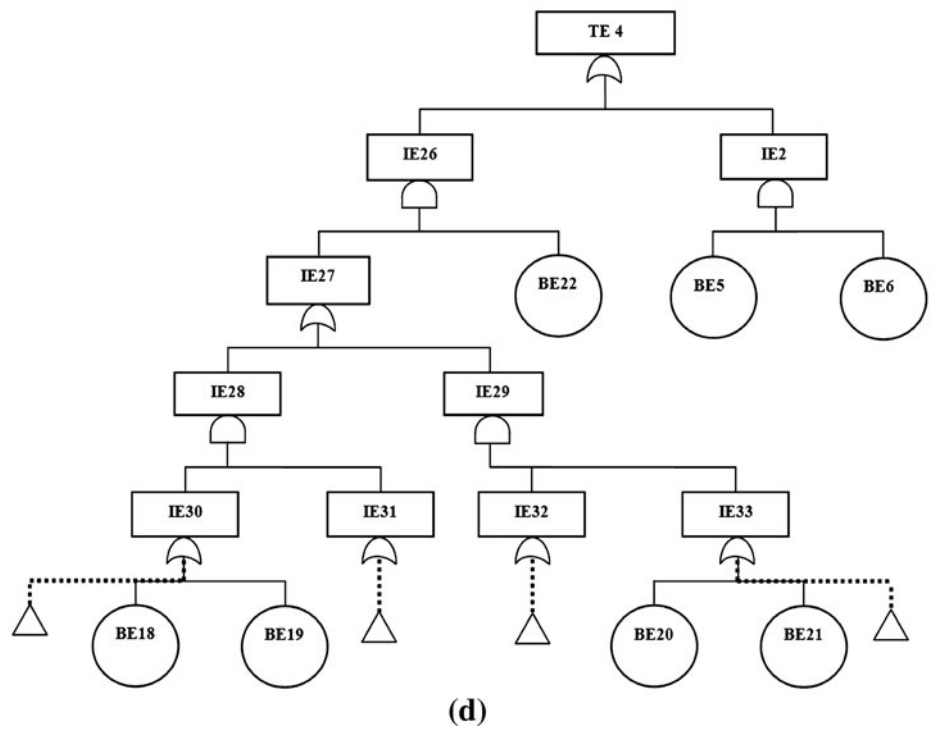 TE 4
IE26
IE2
IE27
BE22
BE5
BE6
IE28
IE29
IE30
IE31
IE32
IE33
BE18
BE19
BE20
BE21
(d)